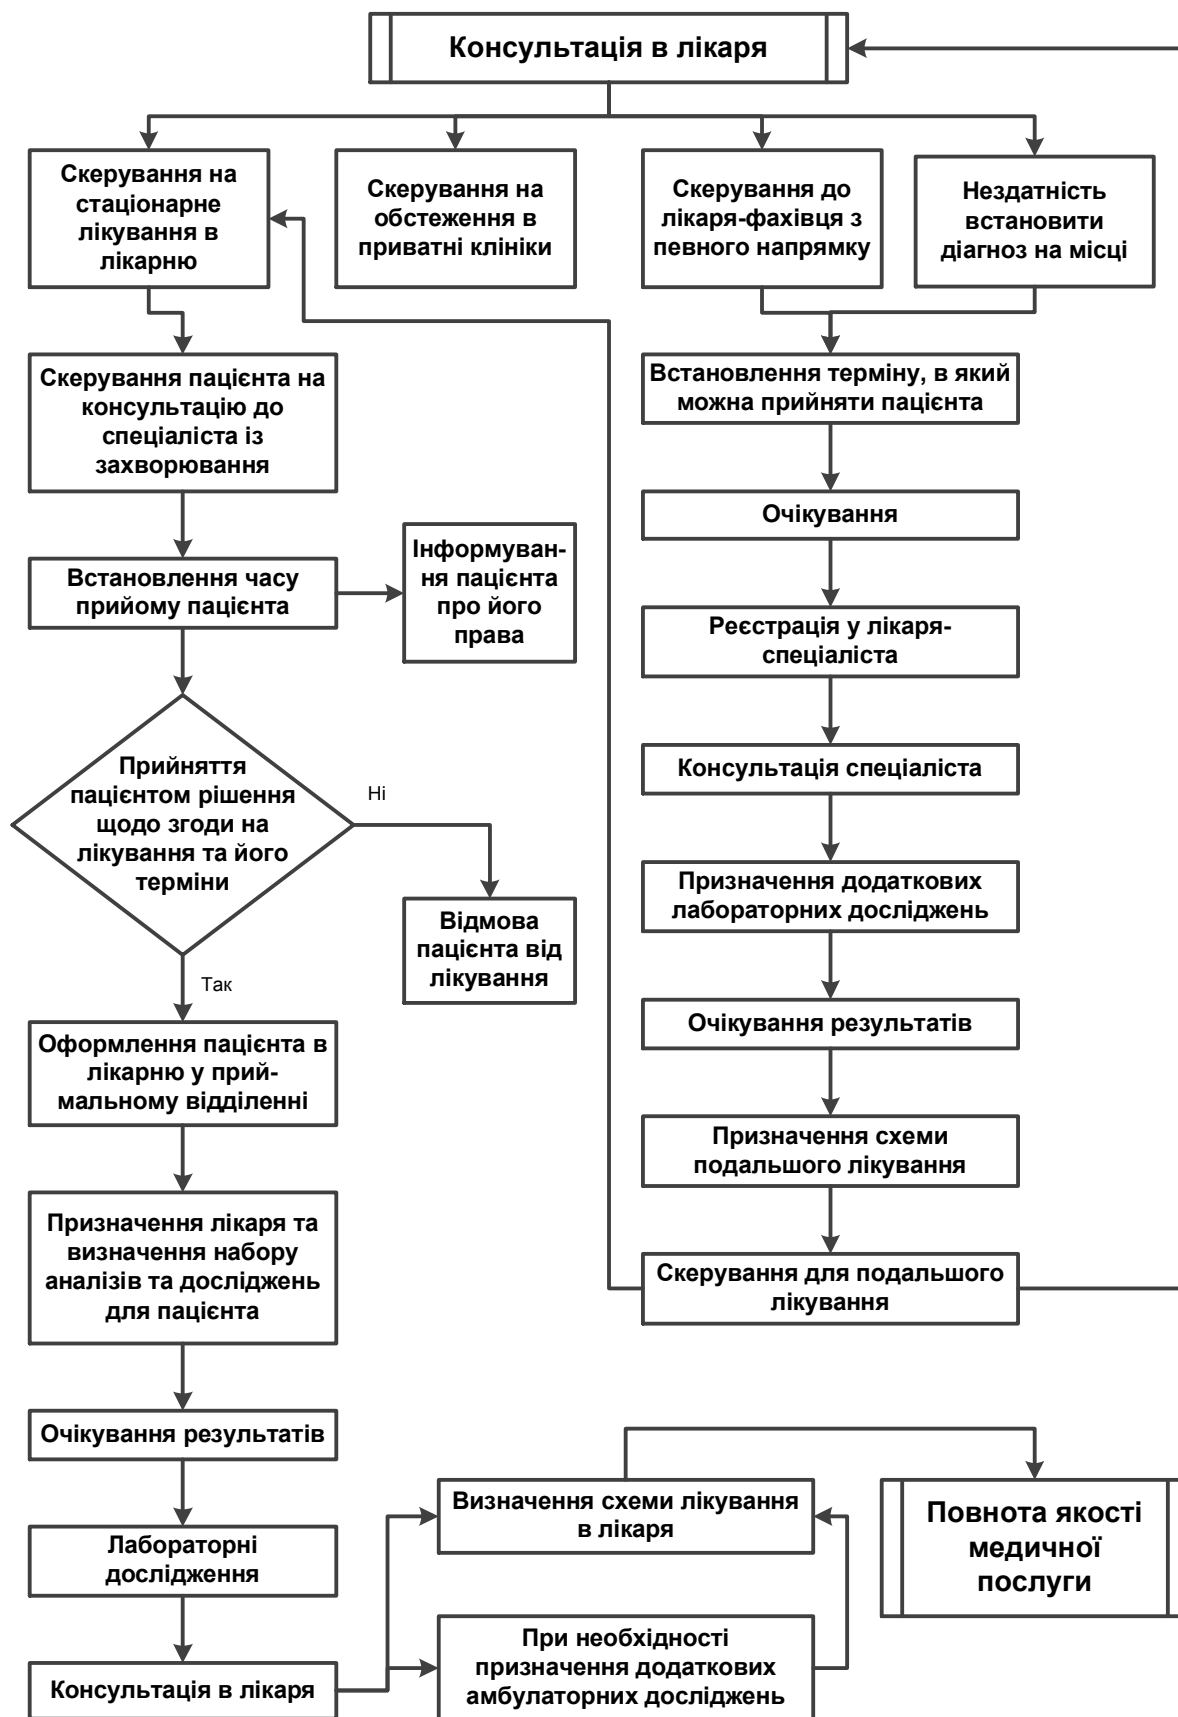 Консультація в лікаря
Скерування на
стаціонарне
лікування в
лікарню
Скерування на
обстеження в
приватні клініки
Скерування до
лікаря-фахівця з
певного напрямку
Нездатність
встановити
діагноз на місці
Скерування пацієнта на
консультацію до
спеціаліста із
захворювання
Встановлення часу
прийому пацієнта
Інформуван-
ня пацієнта
про його
права
Прийняття
пацієнтом рішення
щодо згоди на
лікування та його
терміни
Ні
Відмова
пацієнта від
лікування
Так
Оформлення пацієнта в
лікарню у прий-
мальному відділенні
Призначення лікаря та
визначення набору
аналізів та досліджень
для пацієнта
Очікування результатів
Лабораторні
дослідження
Консультація в лікаря
Встановлення терміну, в який
можна прийняти пацієнта
Очікування
Реєстрація у лікаря-
спеціаліста
Консультація спеціаліста
Призначення додаткових
лабораторних досліджень
Очікування результатів
Призначення схеми
подальшого лікування
Скерування для подальшого
лікування
Визначення схеми лікування
в лікаря
При необхідності
призначення додаткових
амбулаторних досліджень
Повнота якості
медичної
послуги